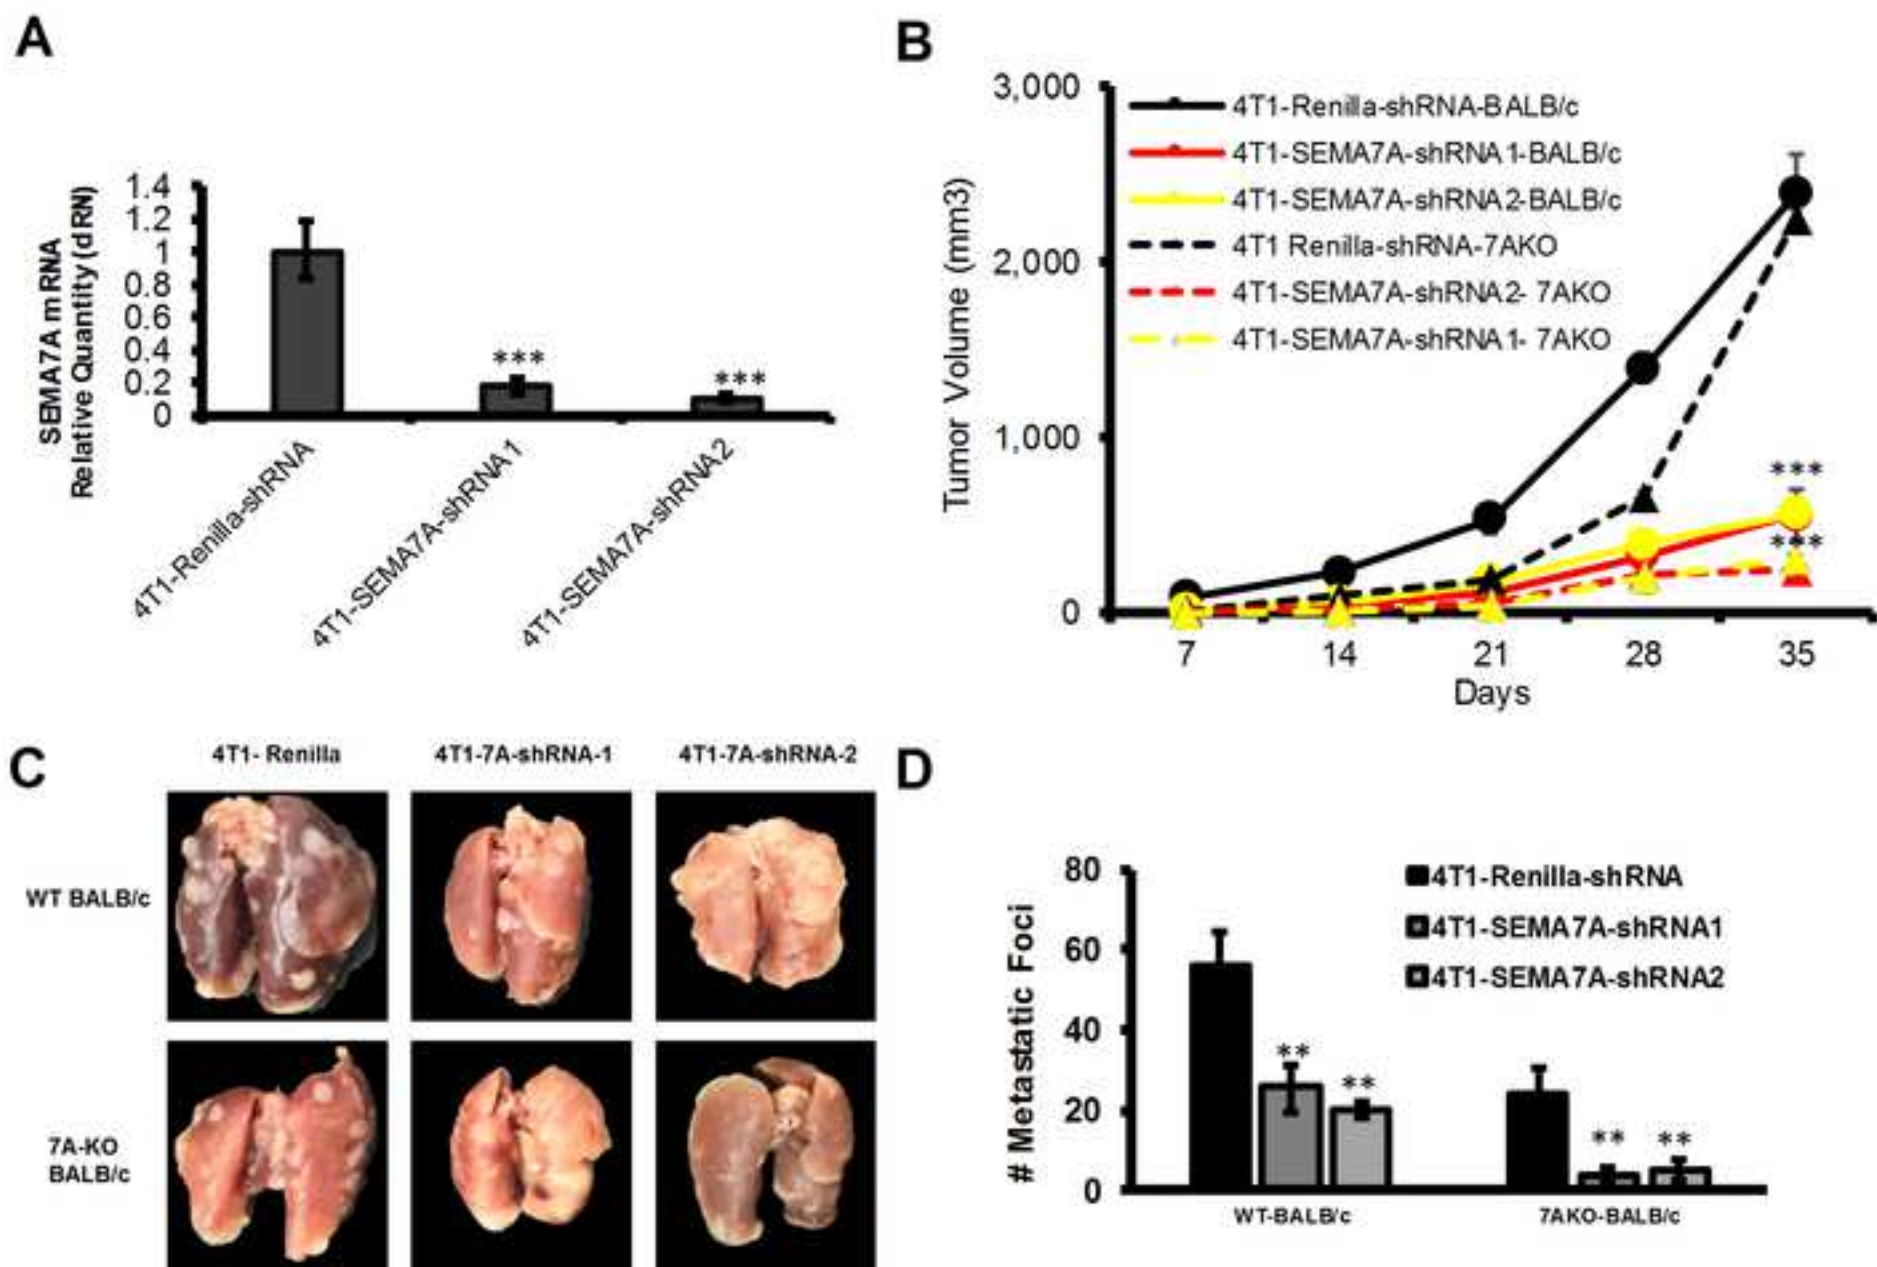 A
SEMA7A mRNA
Relative Quantity (dRN)
1.4
1.2
1
0.8
0.6
0.4
0.2
0
***
***
4T1-Renilla-shRNA
4T1-SEMA7A-shRNA1
4T1-SEMA7A-shRNA2
B
Tumor Volume (mm3)
3,000
2,000
1,000
0
4T1-Renilla-shRNA-BALB/c
4T1-SEMA7A-shRNA1-BALB/c
4T1-SEMA7A-shRNA2-BALB/c
4T1 Renilla-shRNA-7AKO
4T1-SEMA7A-shRNA2- 7AKO
4T1-SEMA7A-shRNA1- 7AKO
***
***
7 14 21 28 35
Days
C
4T1- Renilla 4T1-7A-shRNA-1 4T1-7A-shRNA-2
WT BALB/c
7A-KO
BALB/c
D
# Metastatic Foci
80
60
40
20
0
4T1-Renilla-shRNA
4T1-SEMA7A-shRNA1
4T1-SEMA7A-shRNA2
**
**
** **
WT-BALB/c 7AKO-BALB/c